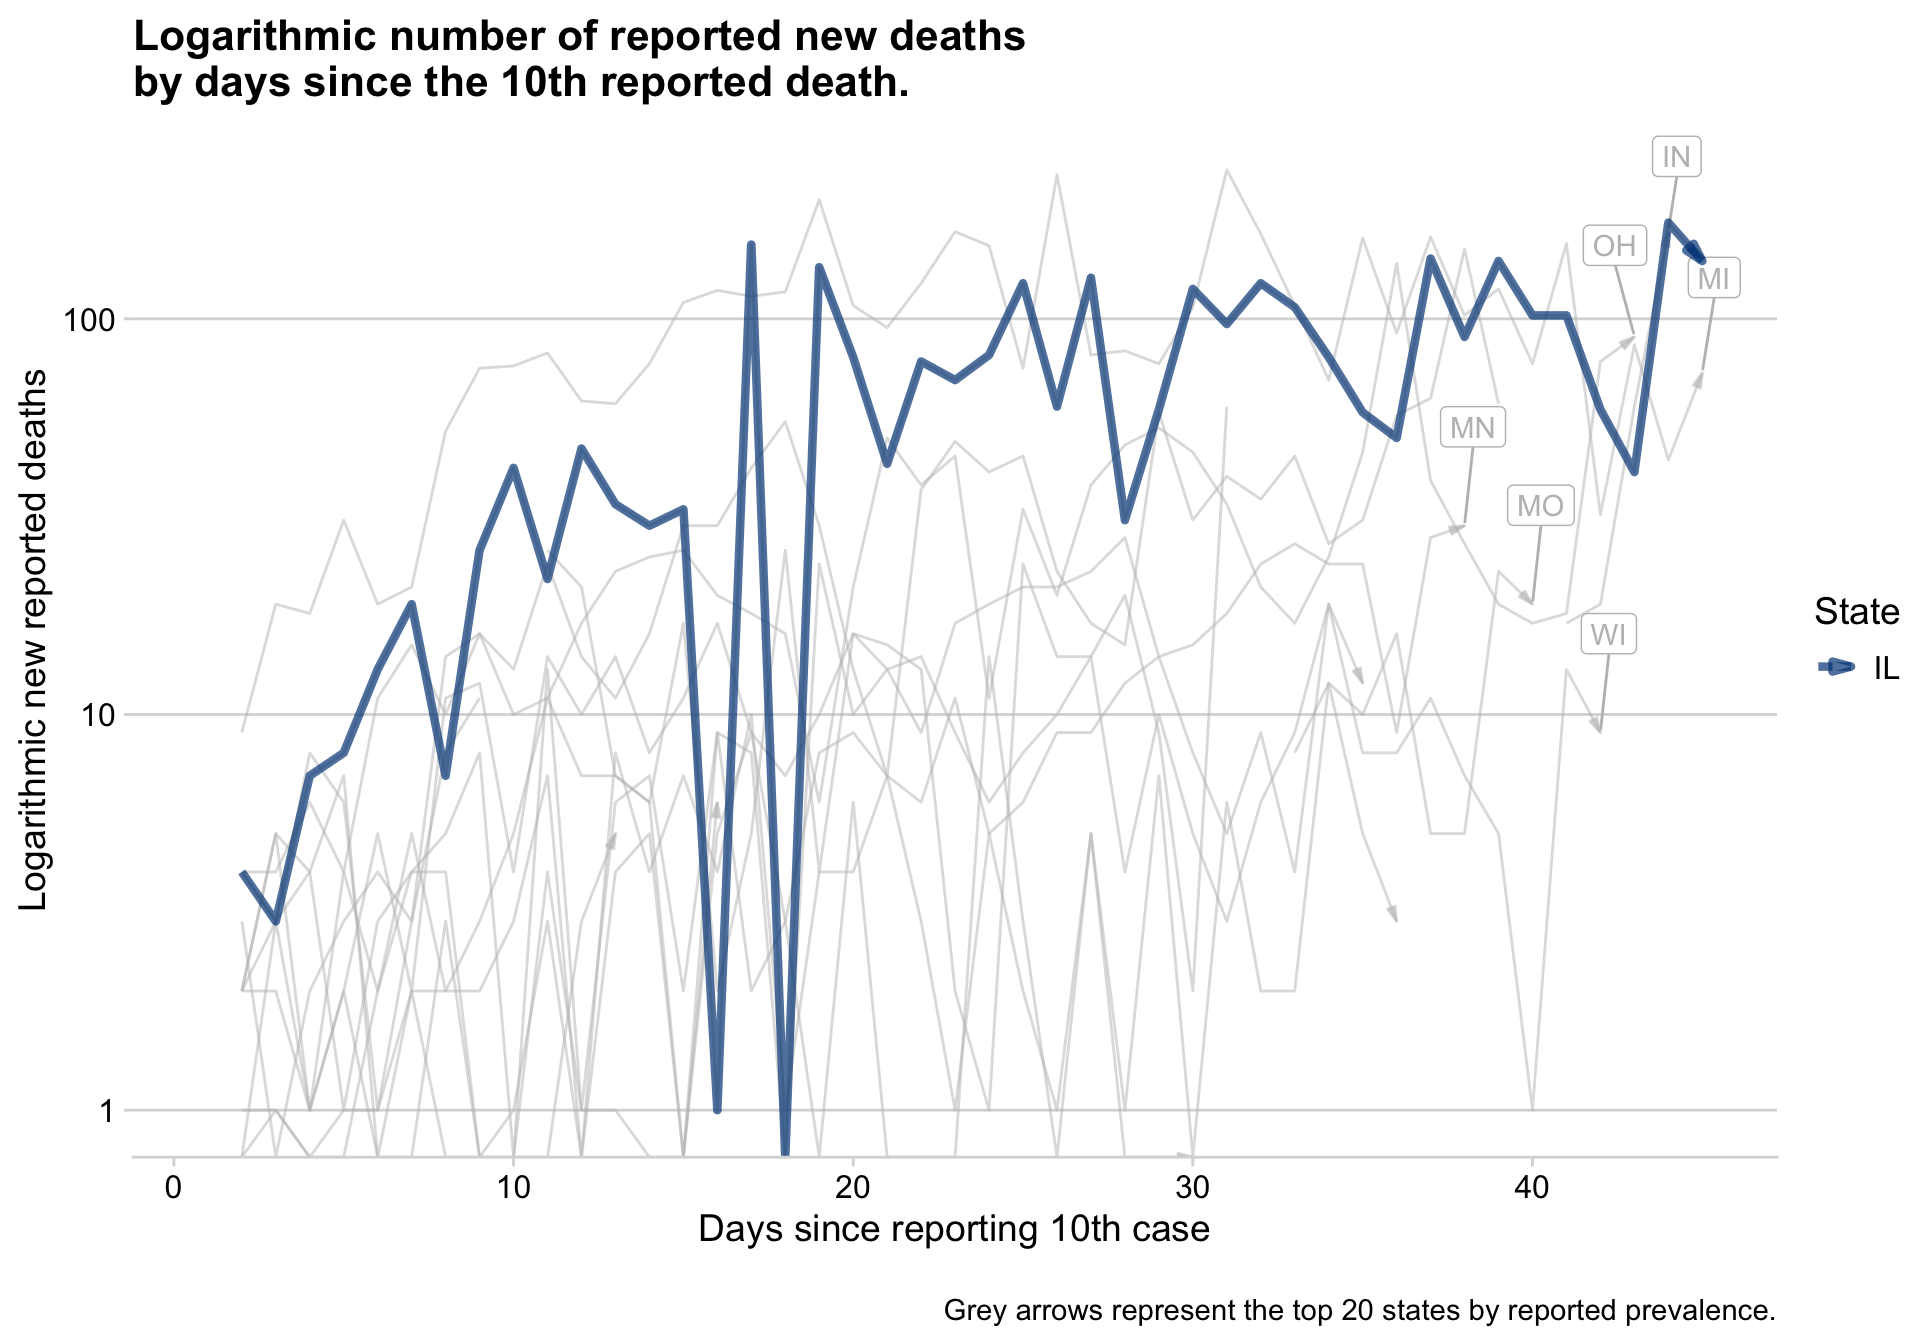 Logarithmic number of reported new deaths
by days since the 10th reported death.
Logarithmic new reported deaths
100
10
1
IN
OH
MI
MN
MO
WI
State
IL
0
10
20
30
40
Days since reporting 10th case
Grey arrows represent the top 20 states by reported prevalence.